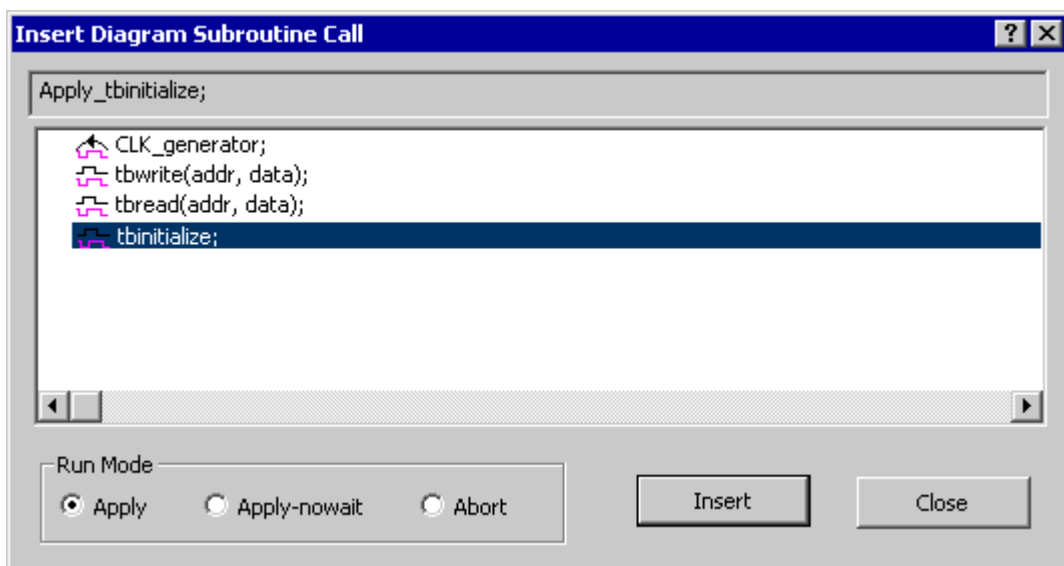 Insert Diagram Subroutine Call
Apply_tbinitialize;
CLK_generator;
tbwrite(addr, data);
tbread(addr, data);
tbinitialize;
Run Mode
Apply Apply-nowait Abort Insert Close